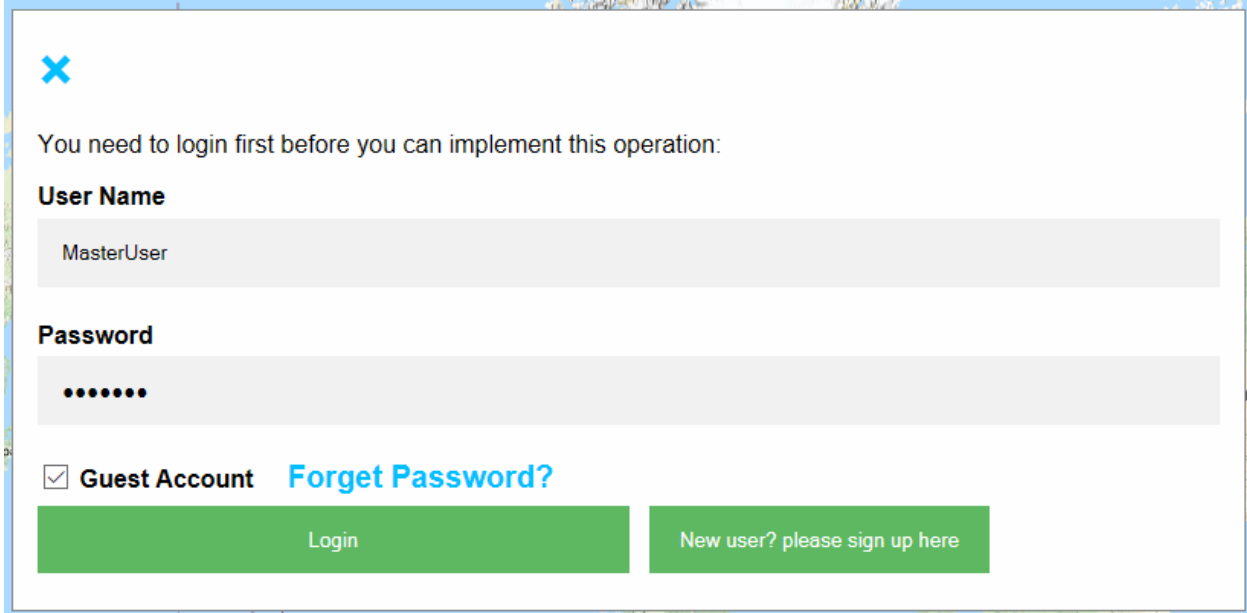 You need to login first before you can implement this operation:
User Name
MasterUser
Password
•••••••
Guest Account Forget Password?
Login New user? please sign up here